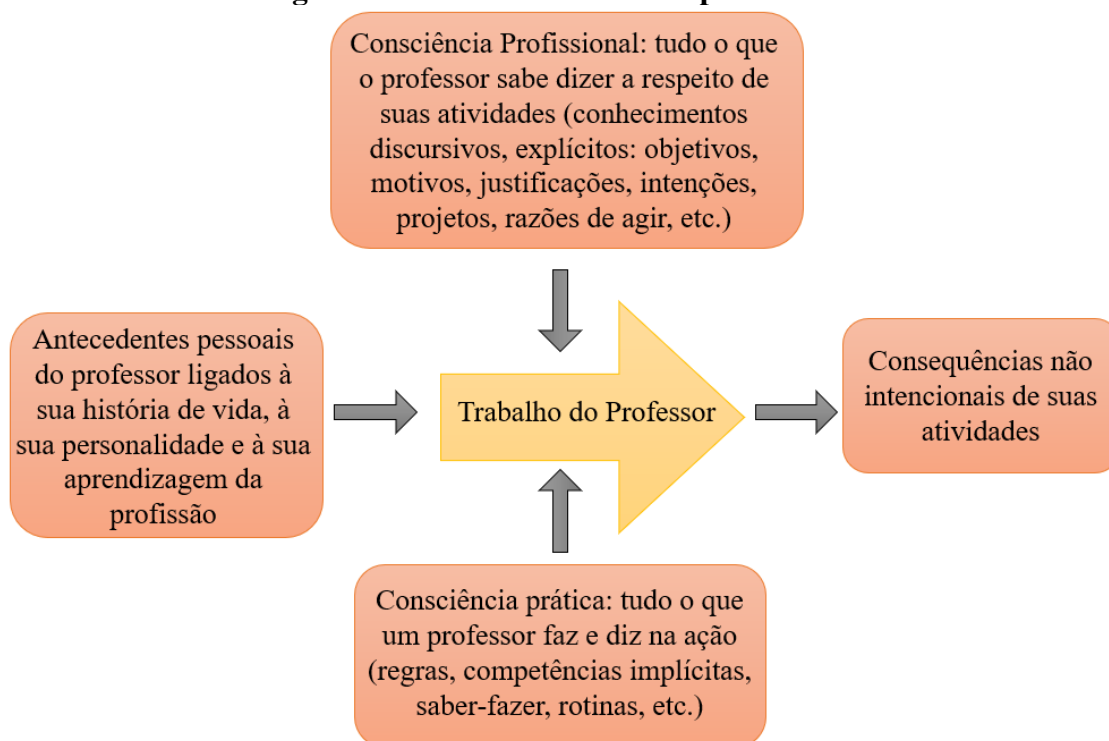 Consciência Profissional: tudo o que
o professor sabe dizer a respeito de
suas atividades (conhecimentos
discursivos, explícitos: objetivos,
motivos, justificações, intenções,
projetos, razões de agir, etc.)
Antecedentes pessoais
do professor ligados à
sua história de vida, à
sua personalidade e à sua
aprendizagem da
profissão
Trabalho do Professor
Consequências não
intencionais de suas
atividades
Consciência prática: tudo o que
um professor faz e diz na ação
(regras, competências implícitas,
saber-fazer, rotinas, etc.)